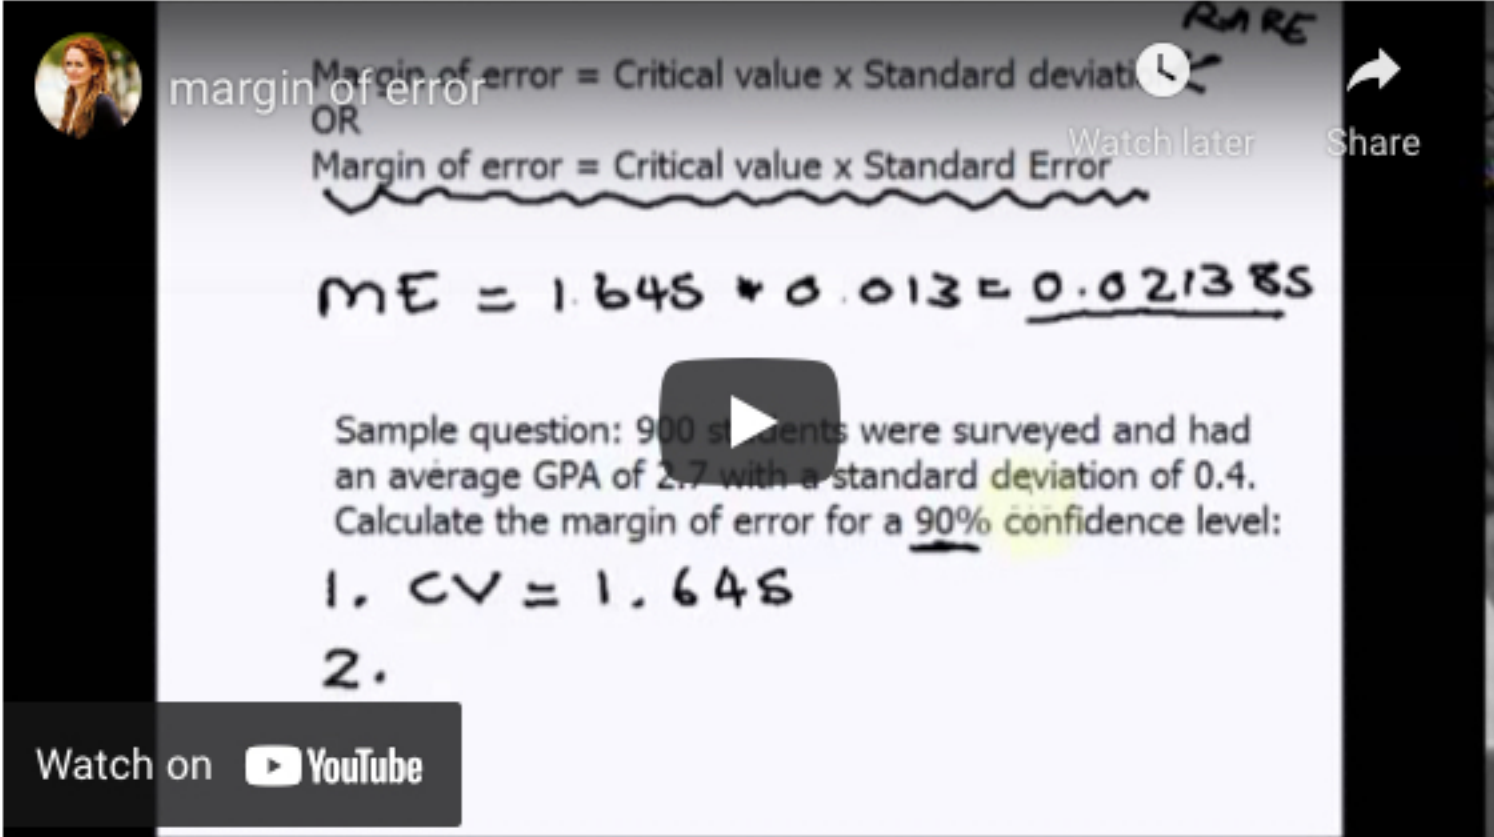 RARE
margin of error
Margin of error = Critical value x Standard deviati
Watch later
Share
OR
Margin of error = Critical value x Standard Error
ME = 1.645 * 0.013 = 0.021385
Sample question: 900 students were surveyed and had
an average GPA of 2.7 with a standard deviation of 0.4.
Calculate the margin of error for a 90% confidence level:
1. CV = 1.645
2.
Watch on YouTube